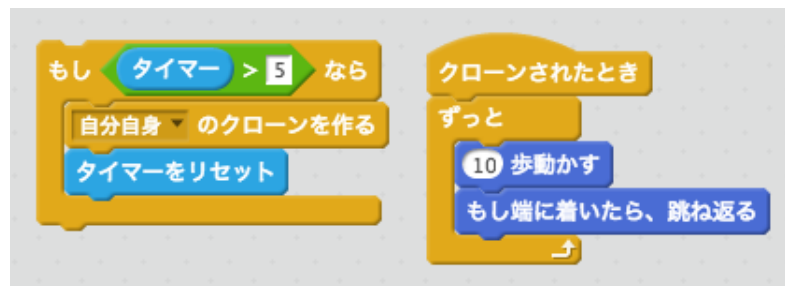 もし タイマー > 5 なら
自分自身 のクローンを作る
タイマーをリセット
クローンされたとき
ずっと
10 歩動かす
もし端に着いたら、跳ね返る